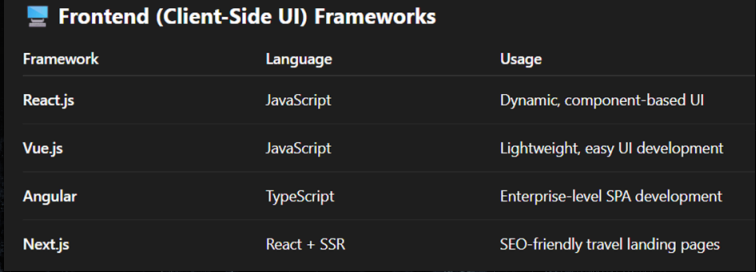 Frontend (Client-Side UI) Frameworks
Framework Language Usage
React.js JavaScript Dynamic, component-based UI
Vue.js JavaScript Lightweight, easy UI development
Angular TypeScript Enterprise-level SPA development
Next.js React + SSR SEO-friendly travel landing pages